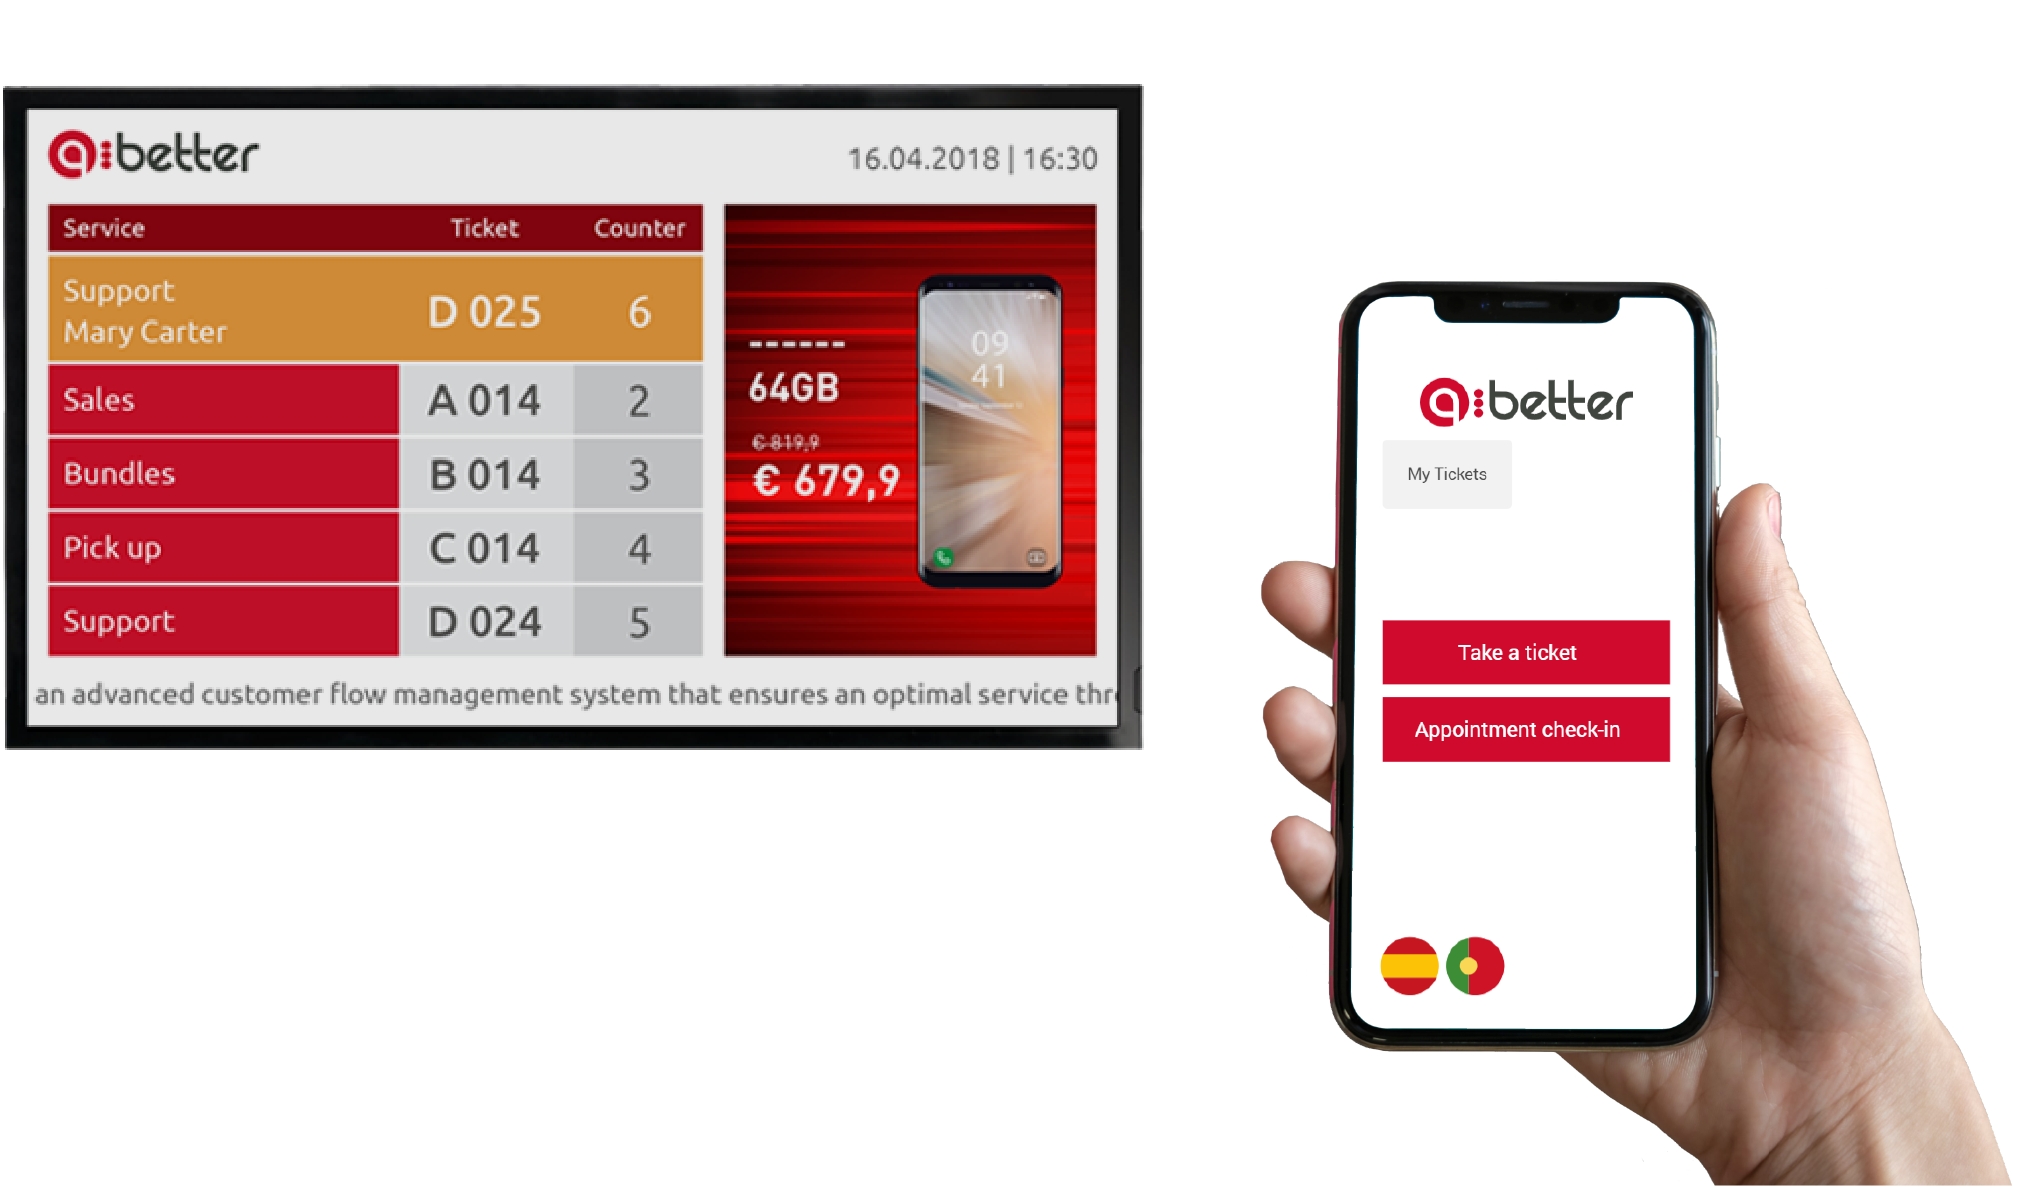 q:better
16.04.2018 | 16:30
Service Ticket Counter
Support
Mary Carter
D 025 6
Sales A 014 2
Bundles B 014 3
Pick up C 014 4
Support D 024 5
------
64GB
€ 819,9
€ 679,9
09
41
an advanced customer flow management system that ensures an optimal service thr
q:better
My Tickets
Take a ticket
Appointment check-in